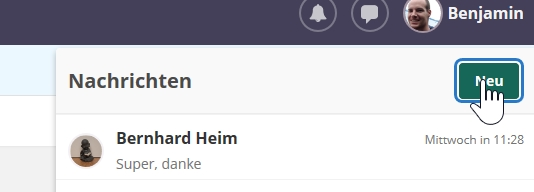 Benjamin
Nachrichten
Neu
Bernhard Heim
Mittwoch in 11:28
Super, danke